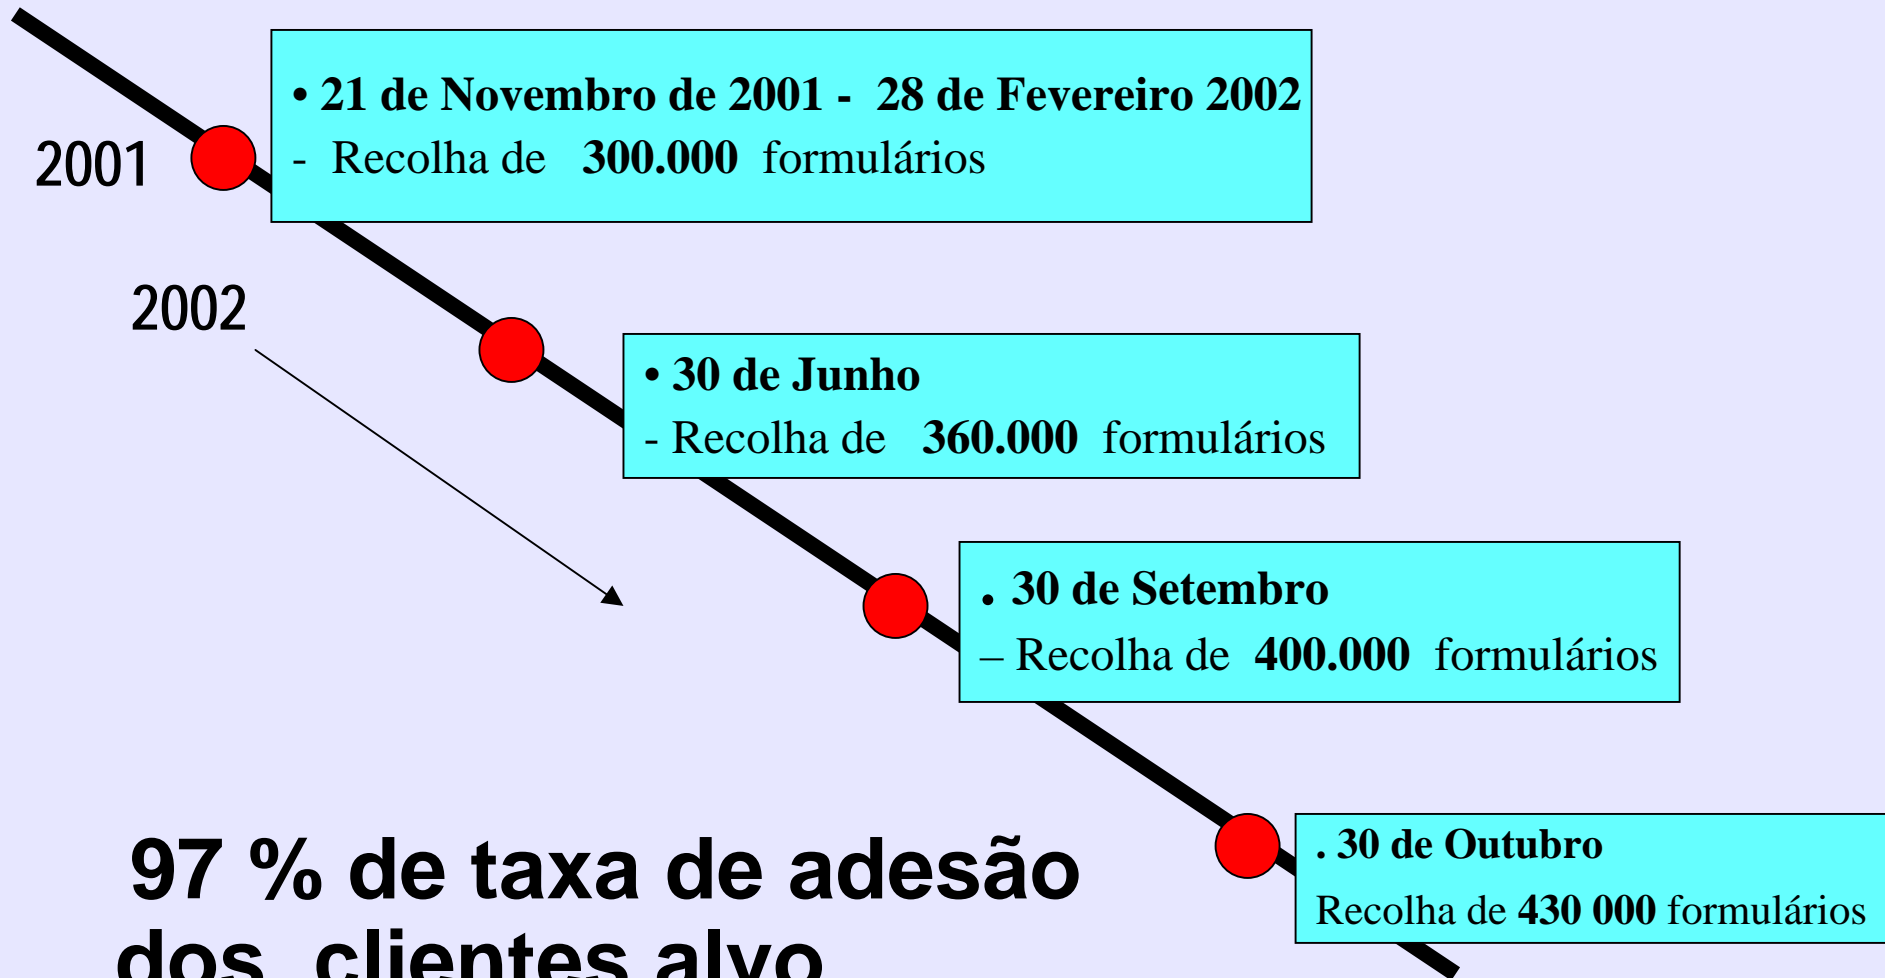 • 21 de Novembro de 2001 - 28 de Fevereiro 2002
- Recolha de 300.000 formulários
2001
2002
• 30 de Junho
- Recolha de 360.000 formulários
. 30 de Setembro
– Recolha de 400.000 formulários
. 30 de Outubro
Recolha de 430 000 formulários
97 % de taxa de adesão
dos clientes alvo